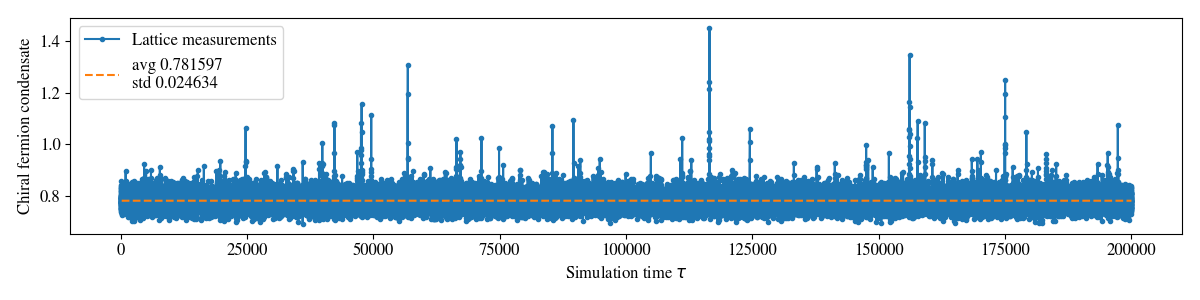 Chiral fermion condensate
1.4
1.2
1.0
0.8
Lattice measurements
avg 0.781597
std 0.024634
0 25000 50000 75000 100000 125000 150000 175000 200000
Simulation time τ